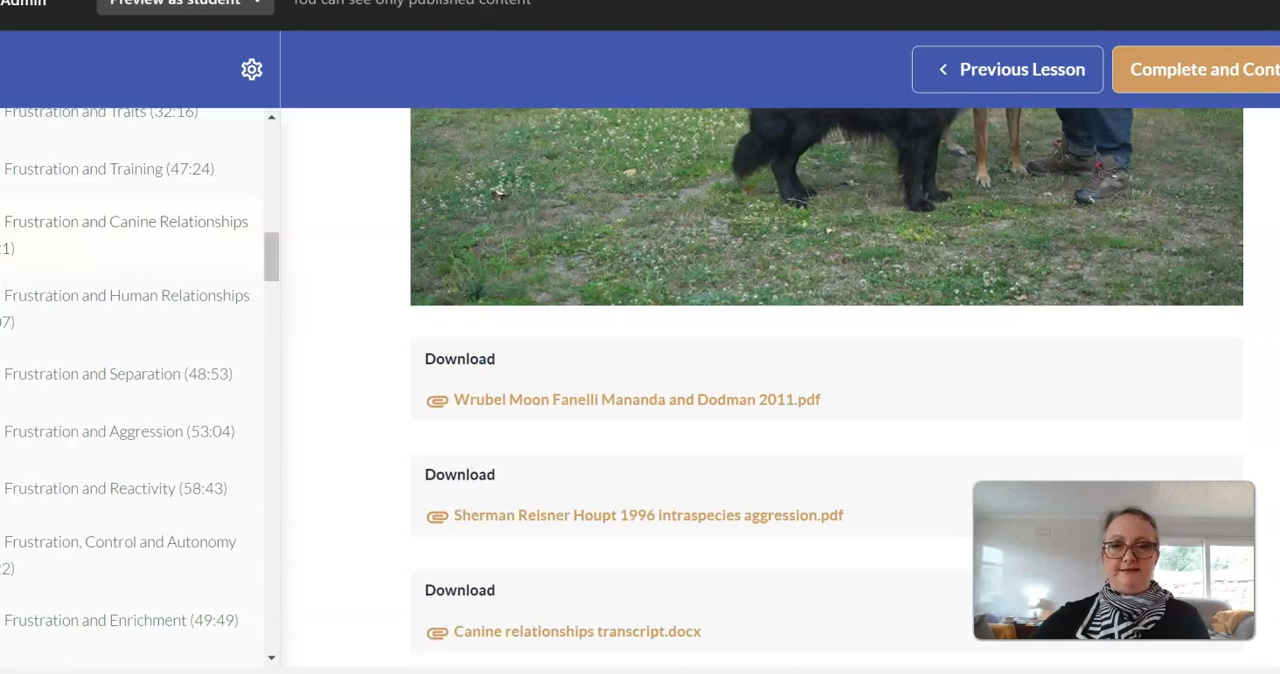 Admin
Preview as student
You can see only published content
Previous Lesson
Complete and Cont
Frustration and Traits (32:16)
Frustration and Training (47:24)
Frustration and Canine Relationships
21)
Frustration and Human Relationships
07)
Frustration and Separation (48:53)
Frustration and Aggression (53:04)
Frustration and Reactivity (58:43)
Frustration, Control and Autonomy
22)
Frustration and Enrichment (49:49)
Download
Wrubel Moon Fanelli Mananda and Dodman 2011.pdf
Download
Sherman Reisner Houpt 1996 intraspecies aggression.pdf
Download
Canine relationships transcript.docx